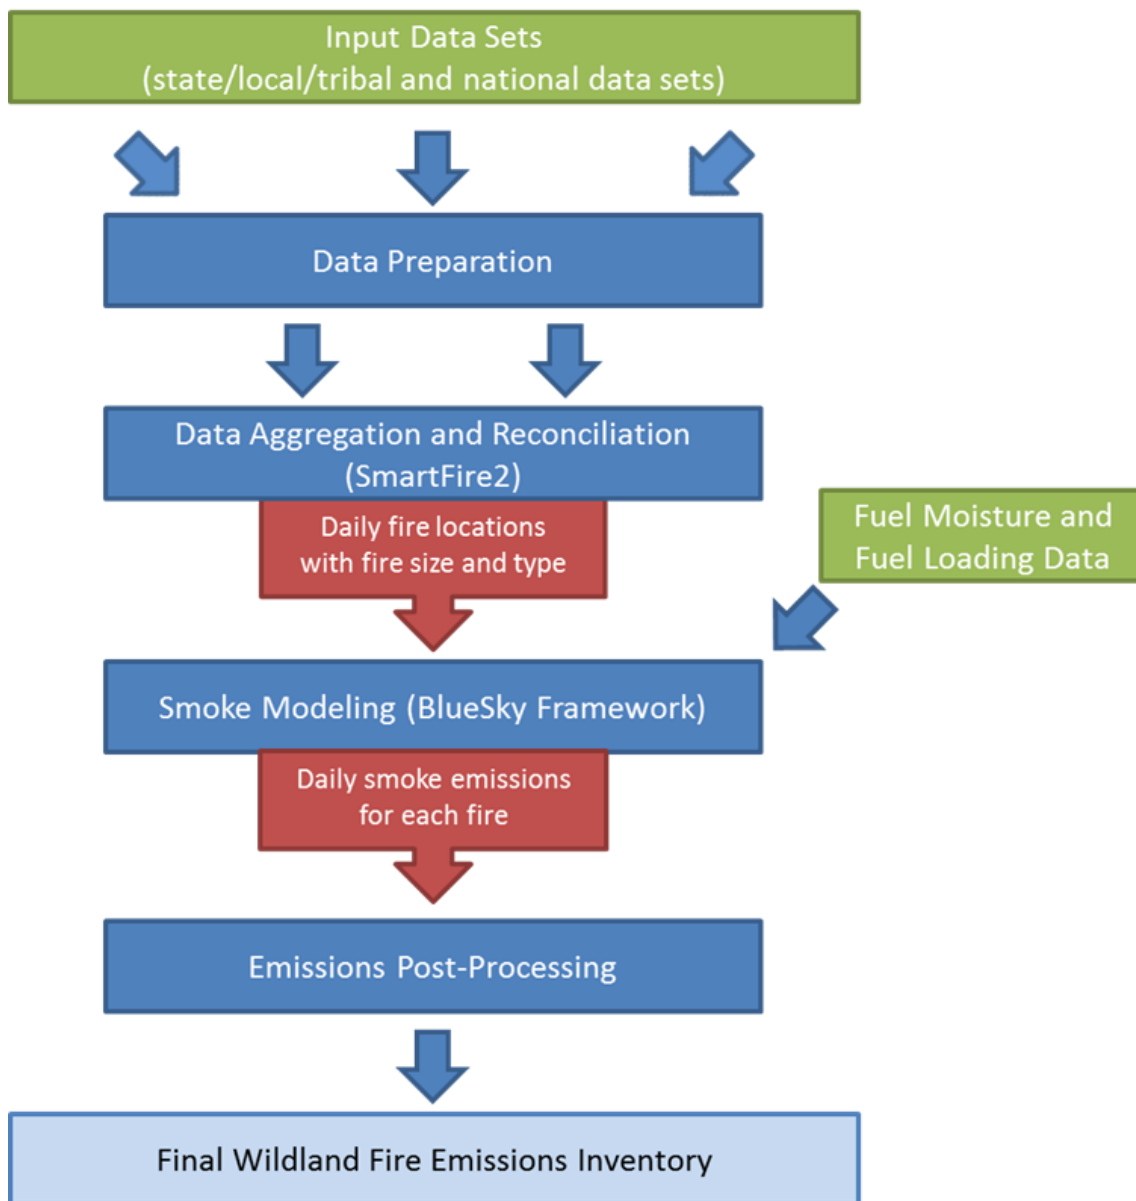 Input Data Sets
(state/local/tribal and national data sets)
Data Preparation
Data Aggregation and Reconciliation
(SmartFire2)
Daily fire locations
with fire size and type
Fuel Moisture and
Fuel Loading Data
Smoke Modeling (BlueSky Framework)
Daily smoke emissions
for each fire
Emissions Post-Processing
Final Wildland Fire Emissions Inventory